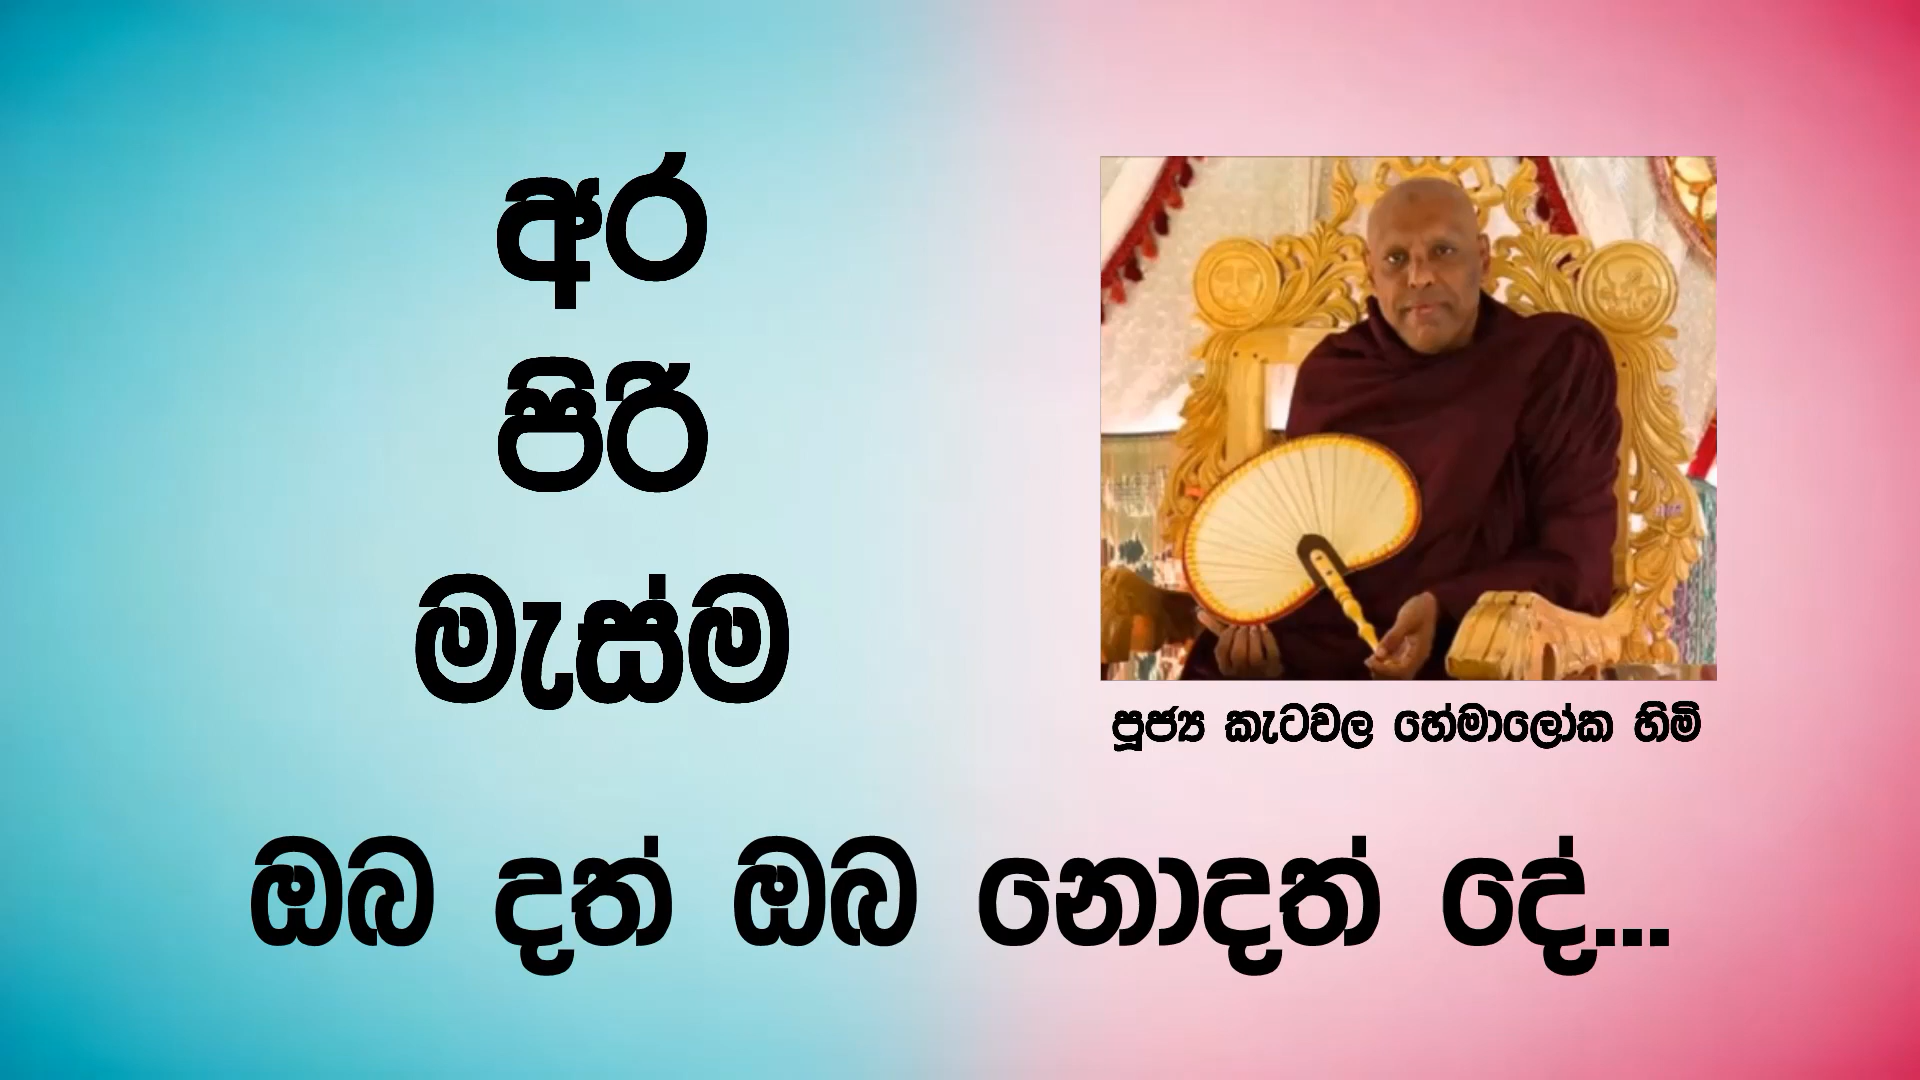 අර
පිරි
මැස්ම
පූජ්‍ය කැටවල හේමාලෝක හිමි
ඔබ දත් ඔබ නොදත් දේ...